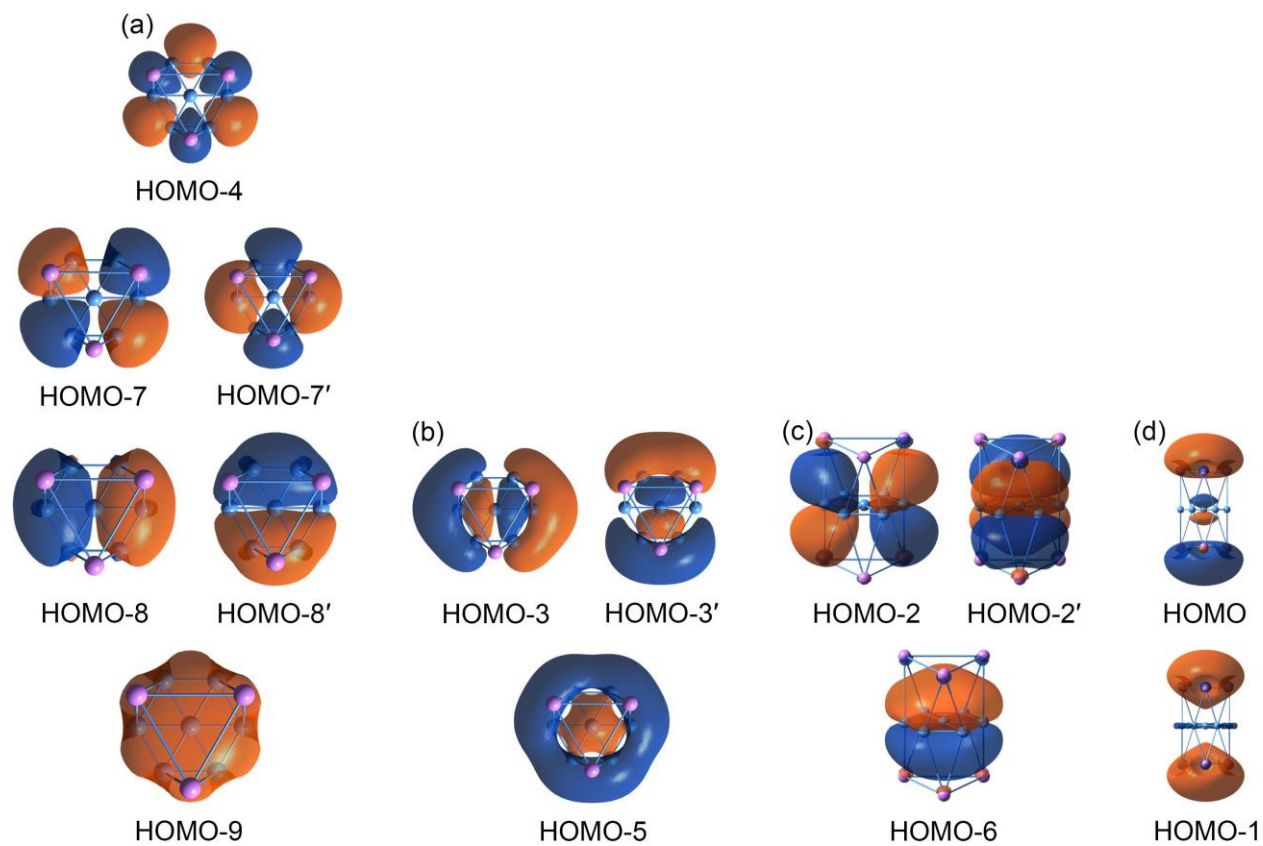 (a)
HOMO-4
HOMO-7 HOMO-7′
(b) (c) (d)
HOMO-8 HOMO-8′ HOMO-3 HOMO-3′ HOMO-2 HOMO-2′ HOMO
HOMO-9 HOMO-5 HOMO-6 HOMO-1